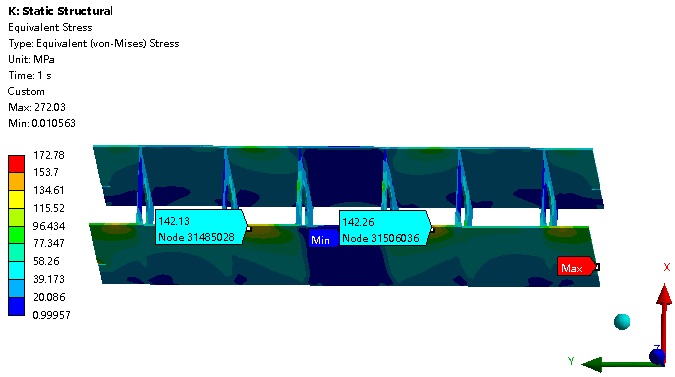 K: Static Structural
Equivalent Stress
Type: Equivalent (von-Mises) Stress
Unit: MPa
Time: 1 s
Custom
Max: 272.03
Min: 0.010563
172.78
153.7
134.61
115.52
96.434
77.347
58.26
39.173
20.086
0.99957
142.13
Node 31485028
142.26
Node 31506036
Min
Max
X
Y
Z